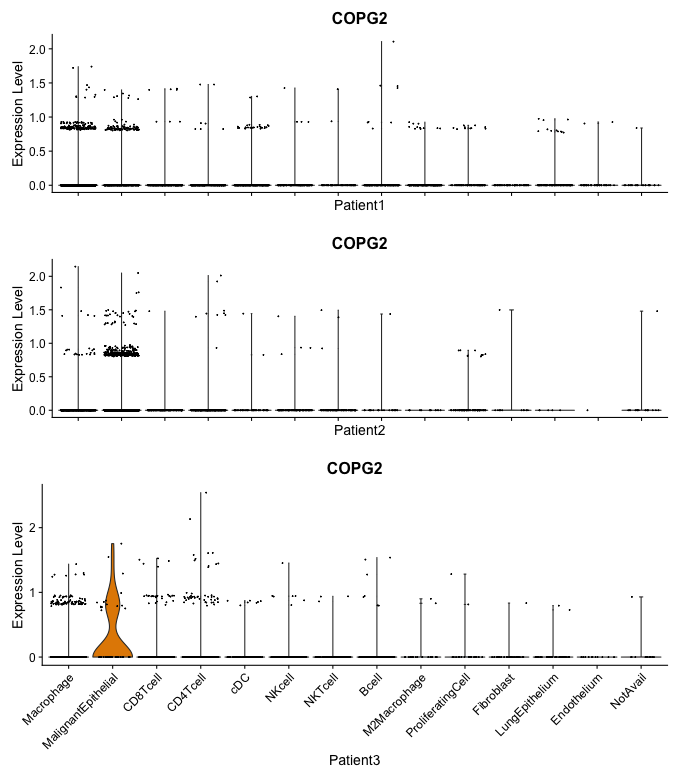 COPG2
Expression Level
2.0
1.5
1.0
0.5
0.0
Patient1
COPG2
Expression Level
2.0
1.5
1.0
0.5
0.0
Patient2
COPG2
Expression Level
2
1
0
Macrophage
MalignantEpithelial
CD8Tcell
CD4Tcell
cDC
NKcell
NKTcell
Bcell
M2Macrophage
ProliferatingCell
Fibroblast
LungEpithelium
Endothelium
NotAvail
Patient3